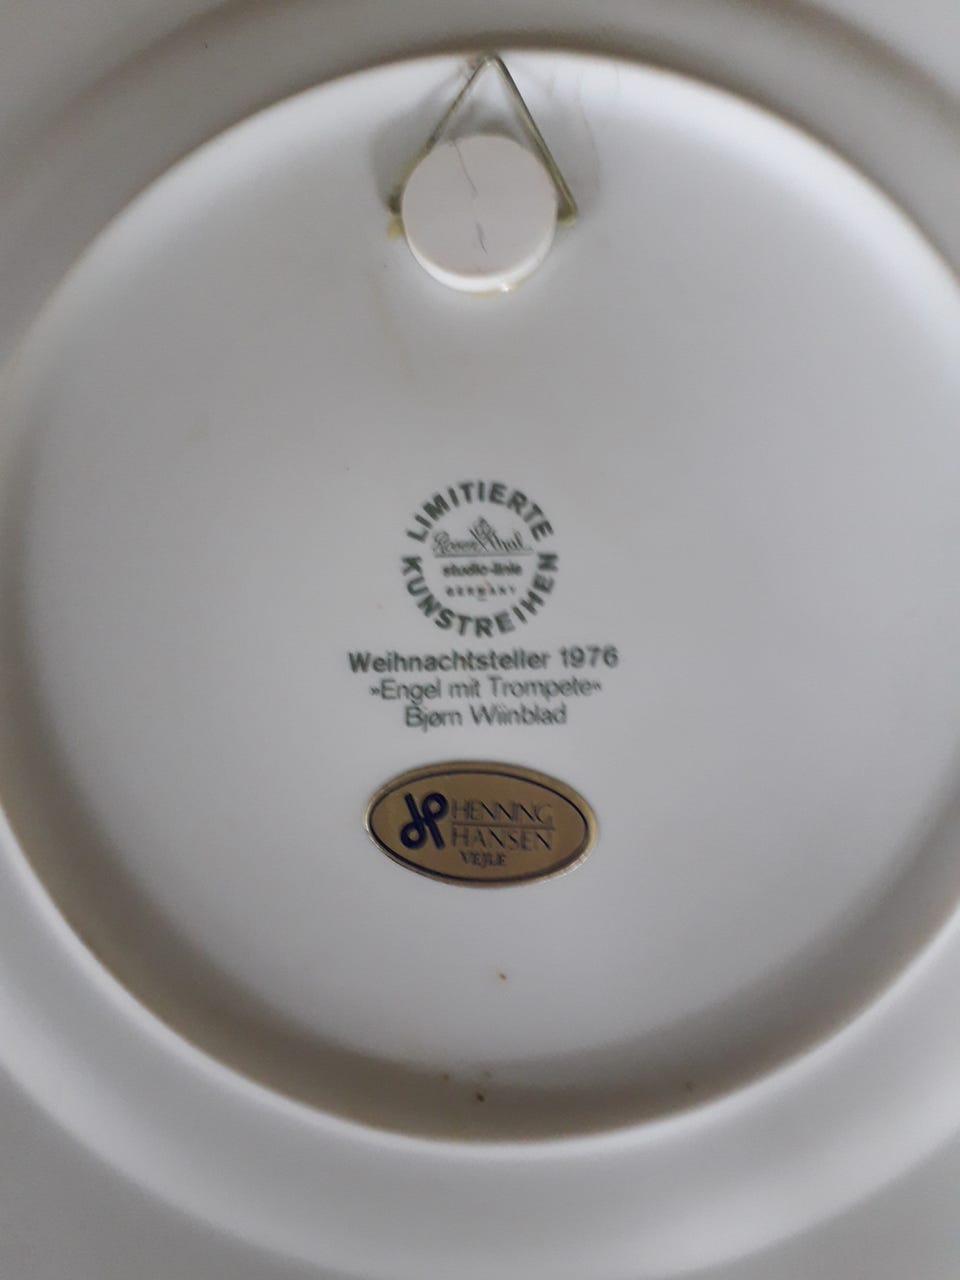 LIMITIERTE
Rosenthal
studio-linie
GERMANY
KUNSTREIHEN
Weihnachtsteller 1976
»Engel mit Trompete«
Bjørn Wiinblad
HENNING
HANSEN
VEJLE